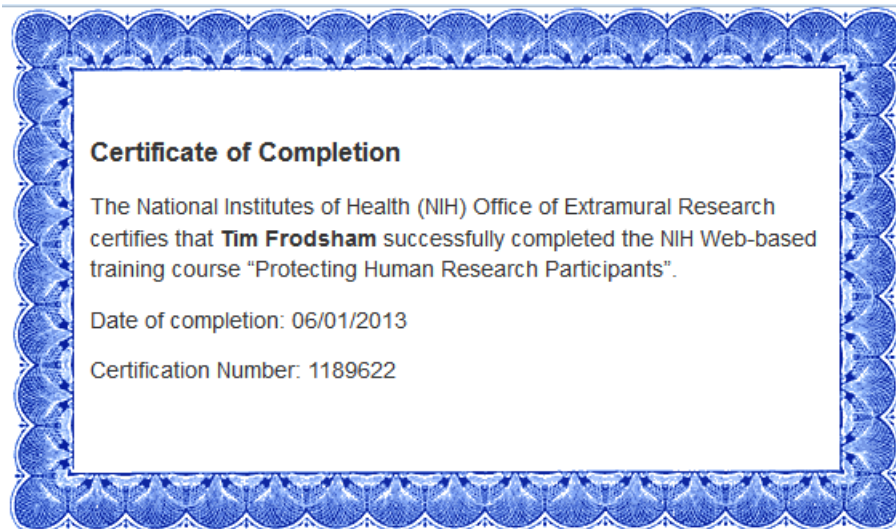 Certificate of Completion
The National Institutes of Health (NIH) Office of Extramural Research
certifies that Tim Frodsham successfully completed the NIH Web-based
training course “Protecting Human Research Participants”.
Date of completion: 06/01/2013
Certification Number: 1189622